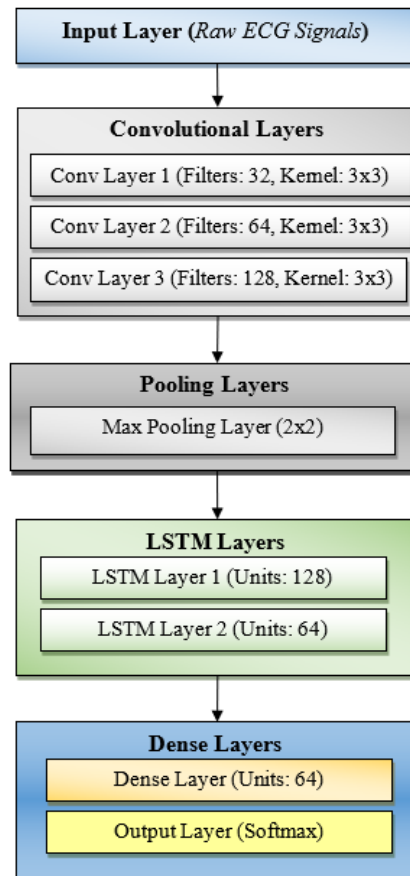 Input Layer (Raw ECG Signals)
Convolutional Layers
Conv Layer 1 (Filters: 32, Kernel: 3x3)
Conv Layer 2 (Filters: 64, Kernel: 3x3)
Conv Layer 3 (Filters: 128, Kernel: 3x3)
Pooling Layers
Max Pooling Layer (2x2)
LSTM Layers
LSTM Layer 1 (Units: 128)
LSTM Layer 2 (Units: 64)
Dense Layers
Dense Layer (Units: 64)
Output Layer (Softmax)